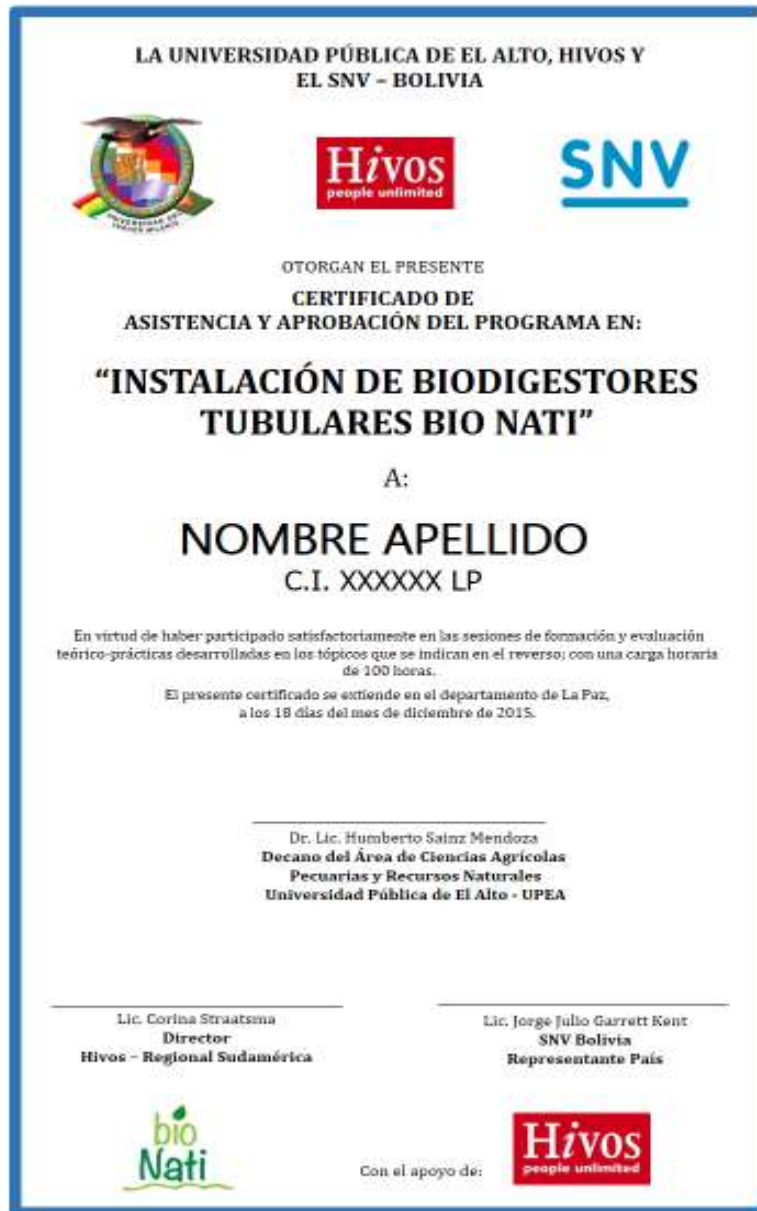 LA UNIVERSIDAD PÚBLICA DE EL ALTO, HIVOS Y
EL SNV – BOLIVIA
Hivos
people unlimited
SNV
OTORGAN EL PRESENTE
CERTIFICADO DE
ASISTENCIA Y APROBACIÓN DEL PROGRAMA EN:
“INSTALACIÓN DE BIODIGESTORES
TUBULARES BIO NATI”
A:
NOMBRE APELLIDO
C.I. XXXXXX LP
En virtud de haber participado satisfactoriamente en las sesiones de formación y evaluación
teórico-prácticas desarrolladas en los tópicos que se indican en el reverso; con una carga horaria
de 100 horas.
El presente certificado se extiende en el departamento de La Paz,
a los 18 días del mes de diciembre de 2015.
Dr. Lic. Humberto Sainz Mendoza
Decano del Área de Ciencias Agrícolas
Pecuarias y Recursos Naturales
Universidad Pública de El Alto - UPEA
Lic. Corina Straatsma
Director
Hivos – Regional Sudamérica
Lic. Jorge Julio Garrett Kent
SNV Bolivia
Representante País
bio
Nati
Con el apoyo de:
Hivos
people unlimited